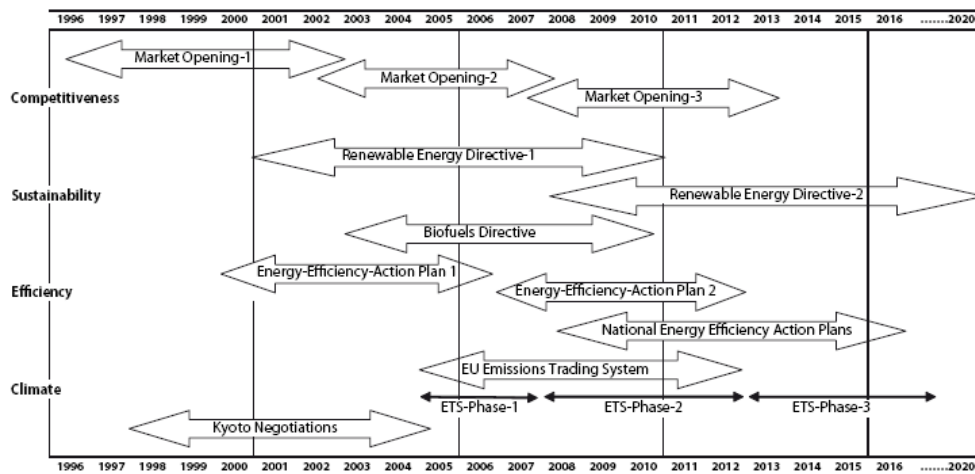 1996 1997 1998 1999 2000 2001 2002 2003 2004 2005 2006 2007 2008 2009 2010 2011 2012 2013 2014 2015 2016 .......2020
Market Opening-1
Market Opening-2
Competitiveness
Market Opening-3
Renewable Energy Directive-1
Sustainability
Renewable Energy Directive-2
Biofuels Directive
Energy-Efficiency-Action Plan 1
Efficiency
Energy-Efficiency-Action Plan 2
National Energy Efficiency Action Plans
EU Emissions Trading System
Climate
ETS-Phase-1 ETS-Phase-2 ETS-Phase-3
Kyoto Negotiations
1996 1997 1998 1999 2000 2001 2002 2003 2004 2005 2006 2007 2008 2009 2010 2011 2012 2013 2014 2015 2016 .......2020